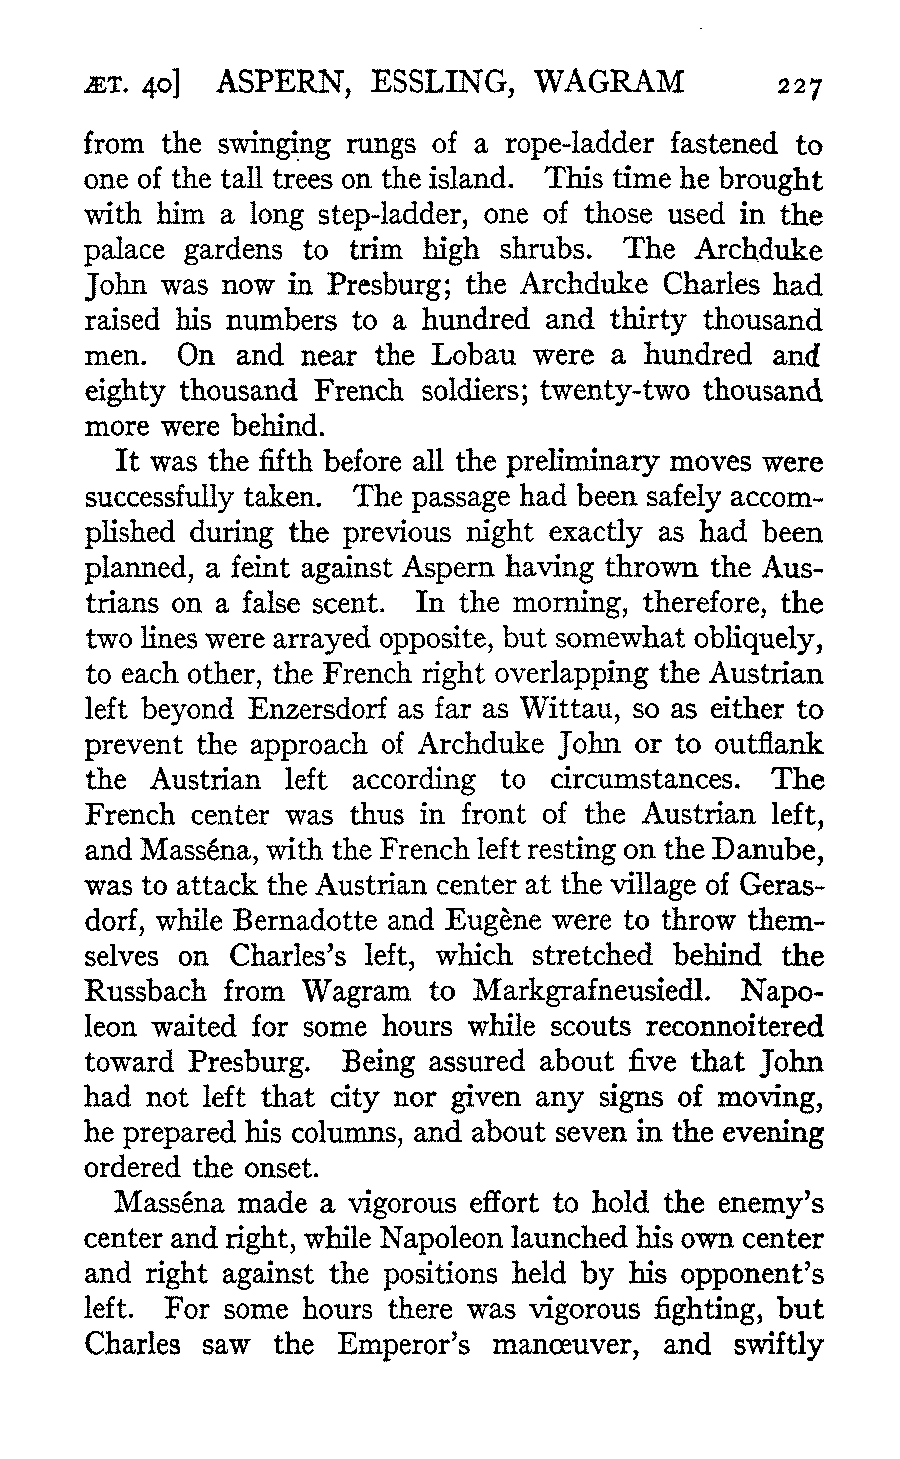 ÆT. 40] ASPERN, ESSLING, WAGRAM 227
from the swinging rungs of a rope-ladder fastened to
one of the tall trees on the island. This time he brought
with him a long step-ladder, one of those used in the
palace gardens to trim high shrubs. The Archduke
John was now in Presburg; the Archduke Charles had
raised his numbers to a hundred and thirty thousand
men. On and near the Lobau were a hundred and
eighty thousand French soldiers; twenty-two thousand
more were behind.
It was the fifth before all the preliminary moves were
successfully taken. The passage had been safely accom-
plished during the previous night exactly as had been
planned, a feint against Aspern having thrown the Aus-
trians on a false scent. In the morning, therefore, the
two lines were arrayed opposite, but somewhat obliquely,
to each other, the French right overlapping the Austrian
left beyond Enzersdorf as far as Wittau, so as either to
prevent the approach of Archduke John or to outflank
the Austrian left according to circumstances. The
French center was thus in front of the Austrian left,
and Masséna, with the French left resting on the Danube,
was to attack the Austrian center at the village of Geras-
dorf, while Bernadotte and Eugène were to throw them-
selves on Charles's left, which stretched behind the
Russbach from Wagram to Markgrafneusiedl. Napo-
leon waited for some hours while scouts reconnoitered
toward Presburg. Being assured about five that John
had not left that city nor given any signs of moving,
he prepared his columns, and about seven in the evening
ordered the onset.
Masséna made a vigorous effort to hold the enemy's
center and right, while Napoleon launched his own center
and right against the positions held by his opponent's
left. For some hours there was vigorous fighting, but
Charles saw the Emperor's manœuver, and swiftly